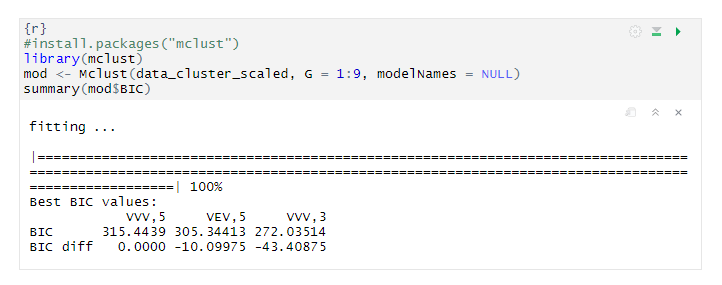 {r}
#install.packages("mclust")
library(mclust)
mod <- Mclust(data_cluster_scaled, G = 1:9, modelNames = NULL)
summary(mod$BIC)
fitting ...
|==================================================================================
===================================================================================
==================| 100%
Best BIC values:
VVV,5 VEV,5 VVV,3
BIC 315.4439 305.34413 272.03514
BIC diff 0.0000 -10.09975 -43.40875